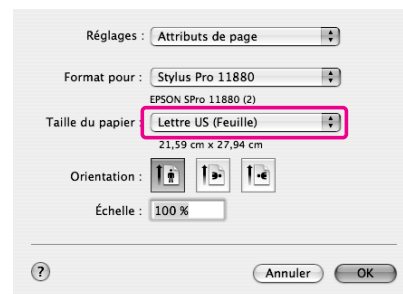 Réglages : Attributs de page
Format pour : Stylus Pro 11880
EPSON SPro 11880 (2)
Taille du papier : Lettre US (Feuille)
21,59 cm x 27,94 cm
Orientation :
Échelle : 100 %
? Annuler OK